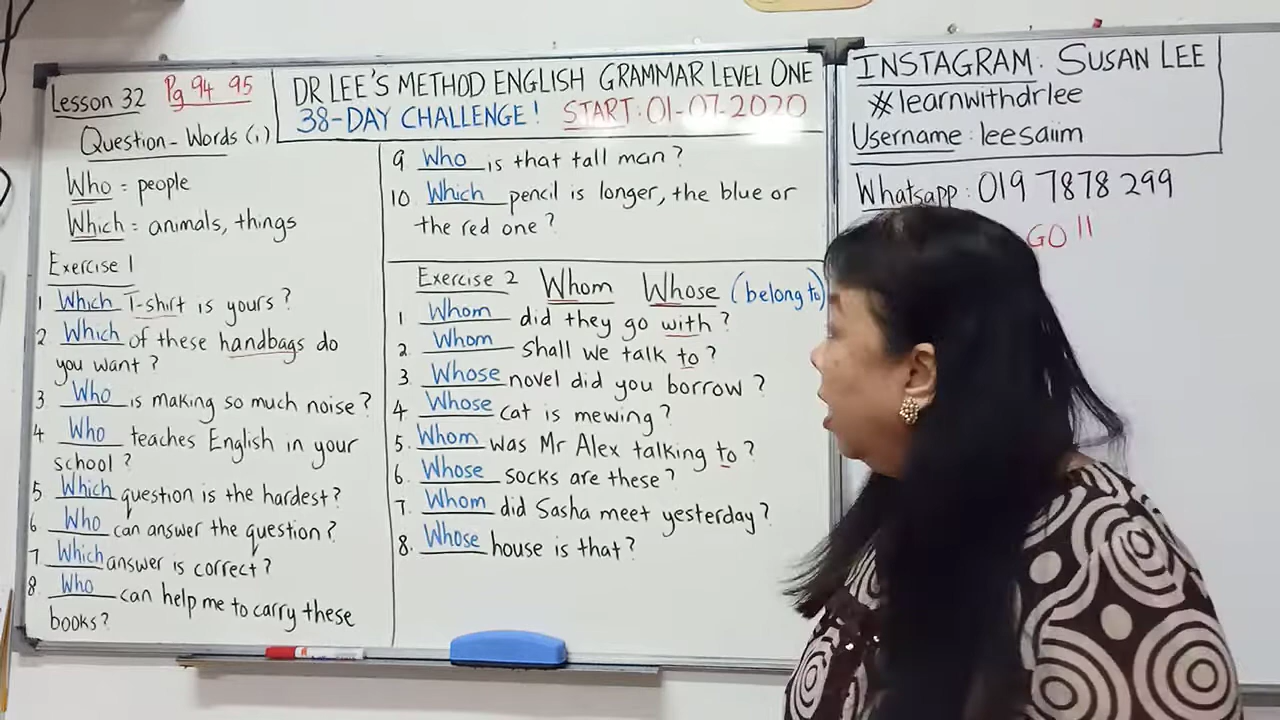 Lesson 32 Pg 94 95
DR LEE'S METHOD ENGLISH GRAMMAR LEVEL ONE
38-DAY CHALLENGE! START: 01-07-2020
Question-Words (i)
Who = people
Which = animals, things
Exercise 1
1 Which T-shirt is yours?
2 Which of these handbags do
you want?
3. Who is making so much noise?
4 Who teaches English in your
school?
5 Which question is the hardest?
6 Who can answer the question?
7 Which answer is correct?
8. Who can help me to carry these
books?
9 Who is that tall man?
10 Which pencil is longer, the blue or
the red one?
Exercise 2 Whom Whose (belong to)
1 Whom did they go with?
2. Whom shall we talk to?
3. Whose novel did you borrow?
4 Whose cat is mewing?
5. Whom was Mr Alex talking to?
6. Whose socks are these?
7. Whom did Sasha meet yesterday?
8. Whose house is that?
INSTAGRAM: SUSAN LEE
#learnwithdrlee
Username: leesaiim
Whatsapp: 019 7878 299
GO!!